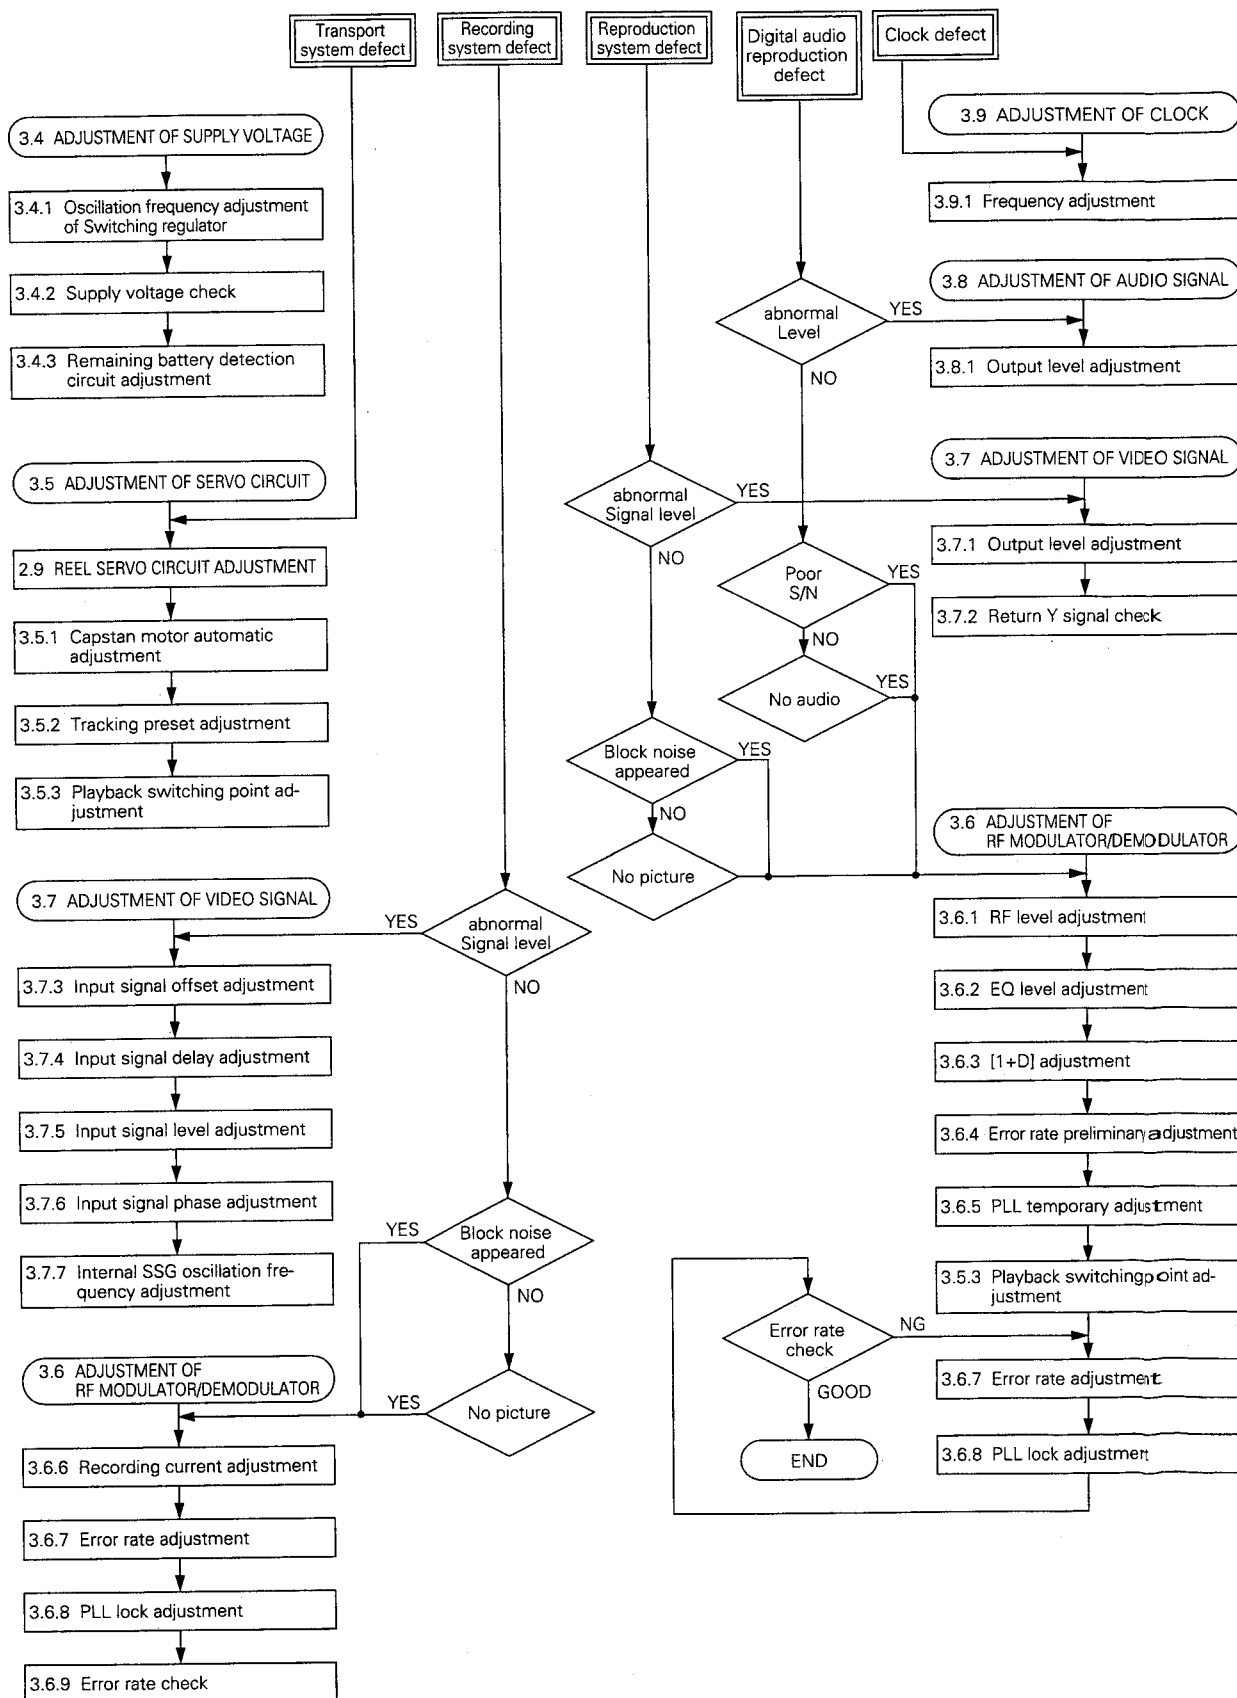 Transport
system defect
Recording
system defect
Reproduction
system defect
Digital audio
reproduction
defect
Clock defect
3.4 ADJUSTMENT OF SUPPLY VOLTAGE
3.4.1 Oscillation frequency adjustment
of Switching regulator
3.4.2 Supply voltage check
3.4.3 Remaining battery detection
circuit adjustment
3.5 ADJUSTMENT OF SERVO CIRCUIT
2.9 REEL SERVO CIRCUIT ADJUSTMENT
3.5.1 Capstan motor automatic
adjustment
3.5.2 Tracking preset adjustment
3.5.3 Playback switching point ad-
justment
3.7 ADJUSTMENT OF VIDEO SIGNAL
3.7.3 Input signal offset adjustment
3.7.4 Input signal delay adjustment
3.7.5 Input signal level adjustment
3.7.6 Input signal phase adjustment
3.7.7 Internal SSG oscillation fre-
quency adjustment
3.6 ADJUSTMENT OF
RF MODULATOR/DEMODULATOR
3.6.6 Recording current adjustment
3.6.7 Error rate adjustment
3.6.8 PLL lock adjustment
3.6.9 Error rate check
YES
abnormal
Signal level
NO
YES
Block noise
appeared
NO
YES
No picture
abnormal
Signal level
YES
NO
Block noise
appeared
YES
NO
No picture
abnormal
Level
YES
NO
Poor
S/N
YES
NO
No audio
YES
3.9 ADJUSTMENT OF CLOCK
3.9.1 Frequency adjustment
3.8 ADJUSTMENT OF AUDIO SIGNAL
3.8.1 Output level adjustment
3.7 ADJUSTMENT OF VIDEO SIGNAL
3.7.1 Output level adjustment
3.7.2 Return Y signal check
3.6 ADJUSTMENT OF
RF MODULATOR/DEMODULATOR
3.6.1 RF level adjustment
3.6.2 EQ level adjustment
3.6.3 [1+D] adjustment
3.6.4 Error rate preliminary adjustment
3.6.5 PLL temporary adjustment
3.5.3 Playback switching point ad-
justment
3.6.7 Error rate adjustment
3.6.8 PLL lock adjustment
Error rate
check
NG
GOOD
END